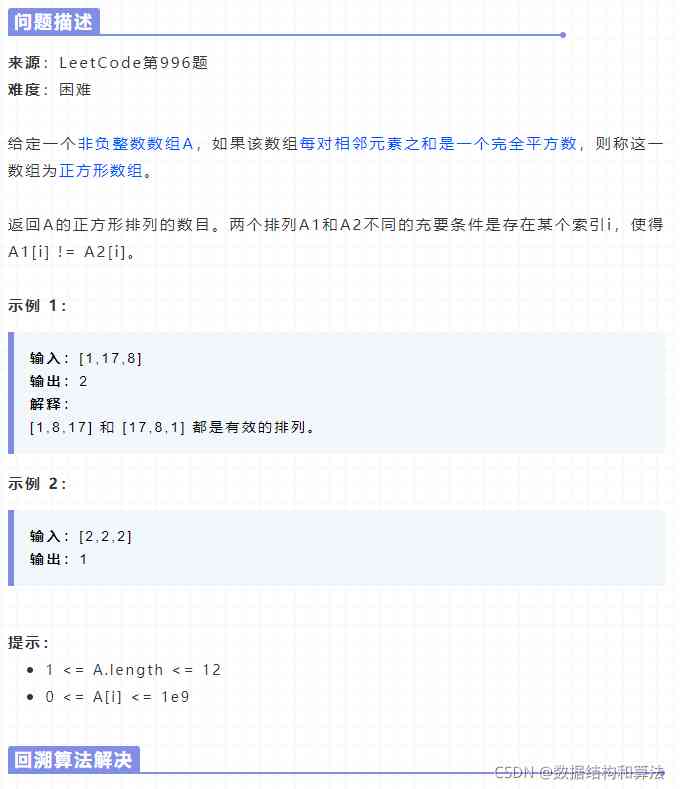 问题描述
来源：LeetCode第996题
难度：困难
给定一个非负整数数组A，如果该数组每对相邻元素之和是一个完全平方数，则称这一
数组为正方形数组。
返回A的正方形排列的数目。两个排列A1和A2不同的充要条件是存在某个索引i，使得
A1[i] != A2[i]。
示例 1：
输入：[1,17,8]
输出：2
解释：
[1,8,17] 和 [17,8,1] 都是有效的排列。
示例 2：
输入：[2,2,2]
输出：1
提示：
• 1 <= A.length <= 12
• 0 <= A[i] <= 1e9
回溯算法解决
CSDN @数据结构和算法